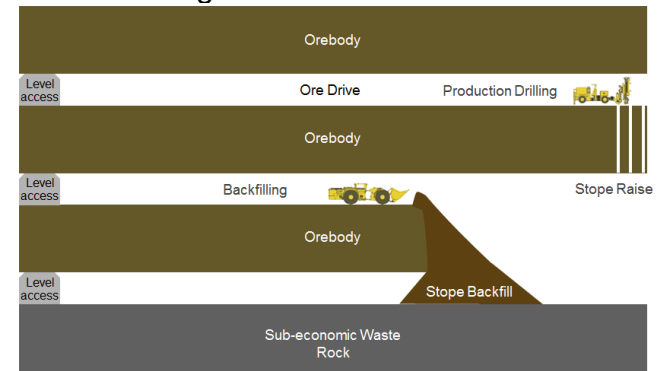 Orebody
Level
access
Ore Drive
Production Drilling
Orebody
Level
access
Backfilling
Stope Raise
Orebody
Level
access
Stope Backfill
Sub-economic Waste
Rock